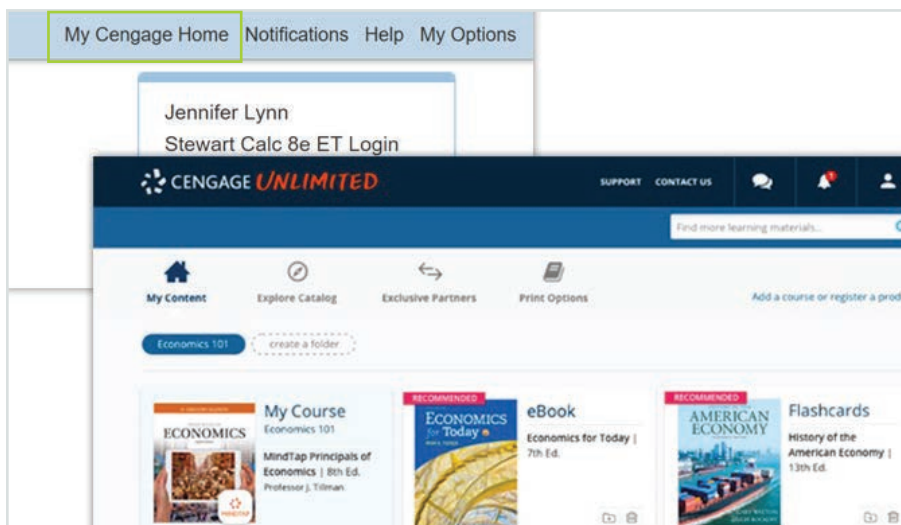 My Cengage Home Notifications Help My Options
Jennifer Lynn
Stewart Calc 8e ET Login
CENGAGE UNLIMITED
SUPPORT CONTACT US
Find more learning materials...
My Content Explore Catalog Exclusive Partners Print Options
Add a course or register a prod
Economics 101 create a folder
ECONOMICS
MINDTAP
My Course
Economics 101
MindTap Principals of
Economics | 8th Ed.
Professor J. Tillman
RECOMMENDED
ECONOMICS
for Today
eBook
Economics for Today |
7th Ed.
RECOMMENDED
AMERICAN
ECONOMY
Flashcards
History of the
American Economy |
13th Ed.